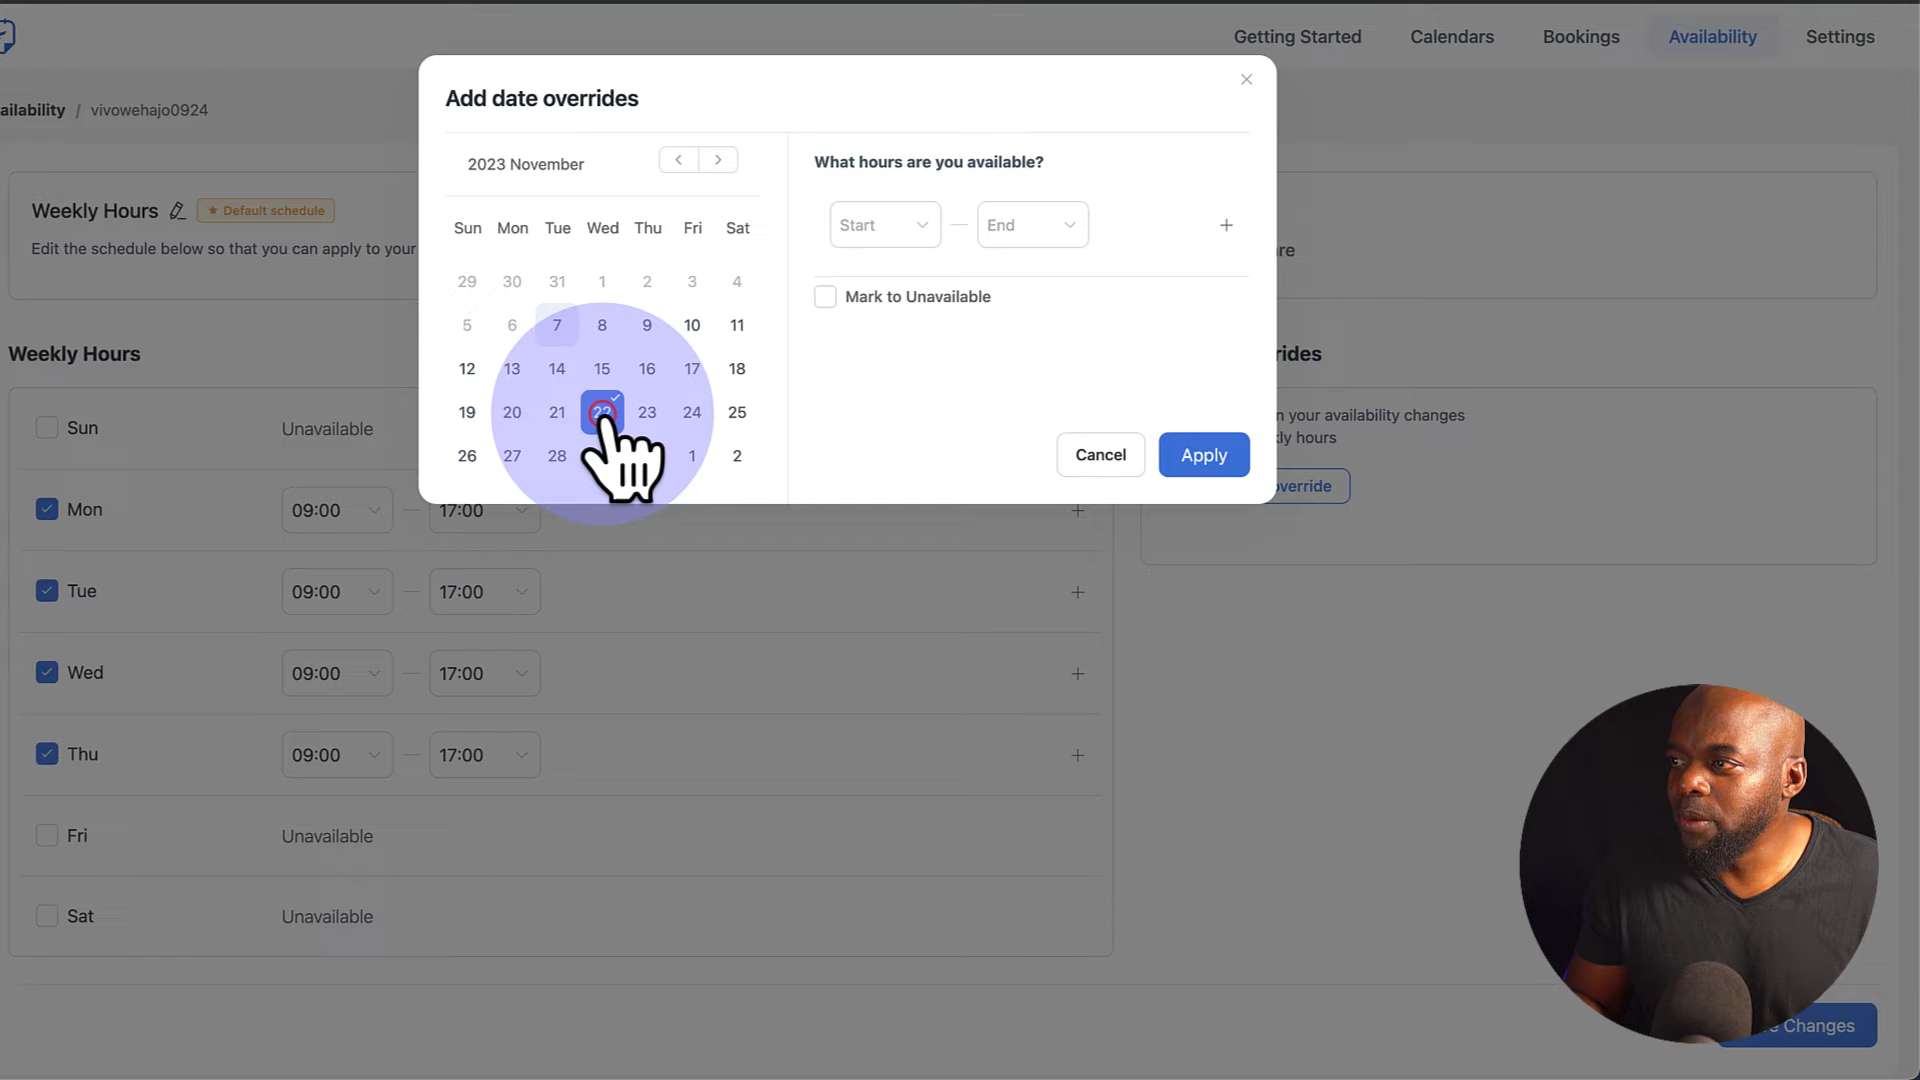 Getting Started
Calendars
Bookings
Availability
Settings
ailability / vivowehajo0924
Add date overrides
2023 November
Sun Mon Tue Wed Thu Fri Sat
29 30 31 1 2 3 4
5 6 7 8 9 10 11
12 13 14 15 16 17 18
19 20 21 22 23 24 25
26 27 28 1 2
What hours are you available?
Start — End +
Mark to Unavailable
Cancel
Apply
Weekly Hours
Default schedule
Edit the schedule below so that you can apply to your
re
Weekly Hours
Sun Unavailable
Mon 09:00 — 17:00 +
Tue 09:00 — 17:00 +
Wed 09:00 — 17:00 +
Thu 09:00 — 17:00 +
Fri Unavailable
Sat Unavailable
rides
n your availability changes
kly hours
override
Changes